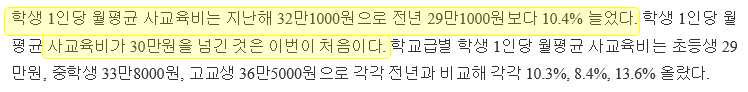 학생 1인당 월평균 사교육비는 지난해 32만1000원으로 전년 29만1000원보다 10.4% 늘었다. 학생 1인당 월
평균 사교육비가 30만원을 넘긴 것은 이번이 처음이다. 학교급별 학생 1인당 월평균 사교육비는 초등생 29
만원, 중학생 33만8000원, 고교생 36만5000원으로 각각 전년과 비교해 각각 10.3%, 8.4%, 13.6% 올랐다.